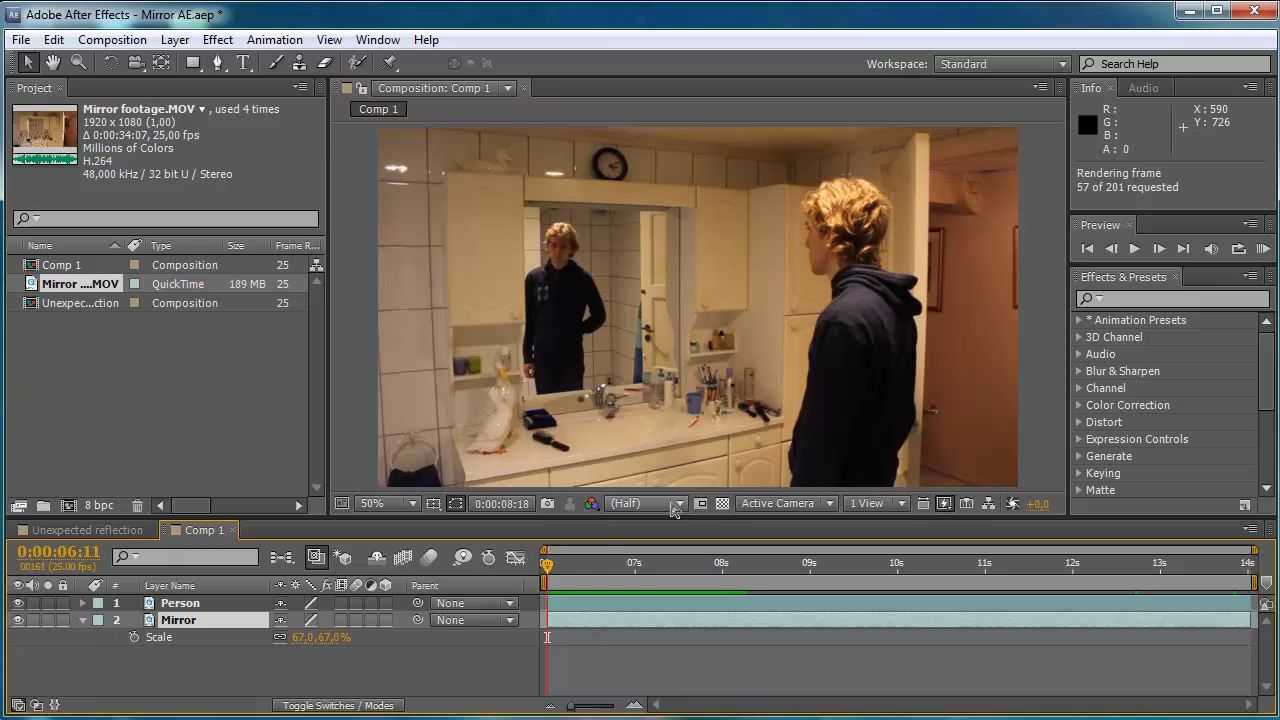 Adobe After Effects - Mirror AE.aep *
File Edit Composition Layer Effect Animation View Window Help
Workspace: Standard Search Help
Project
Mirror footage.MOV , used 4 times
1920 x 1080 (1,00)
Δ 0:00:34:07, 25,00 fps
Millions of Colors
H.264
48,000 kHz / 32 bit U / Stereo
Name Type Size Frame R...
Comp 1 Composition 25
Mirror ....MOV QuickTime 189 MB 25
Unexpec...ction Composition 25
8 bpc
Composition: Comp 1
Comp 1
50% 0:00:08:18 (Half) Active Camera 1 View +0,0
Info Audio
R : X : 590
G : Y : 726
B :
A : 0
Rendering frame
57 of 201 requested
Preview
Effects & Presets
* Animation Presets
3D Channel
Audio
Blur & Sharpen
Channel
Color Correction
Distort
Expression Controls
Generate
Keying
Matte
Unexpected reflection Comp 1
0:00:06:11
00161 (25.00 fps)
07s 08s 09s 10s 11s 12s 13s 14s
# Layer Name Parent
1 Person None
2 Mirror None
Scale 67,0,67,0%
Toggle Switches / Modes